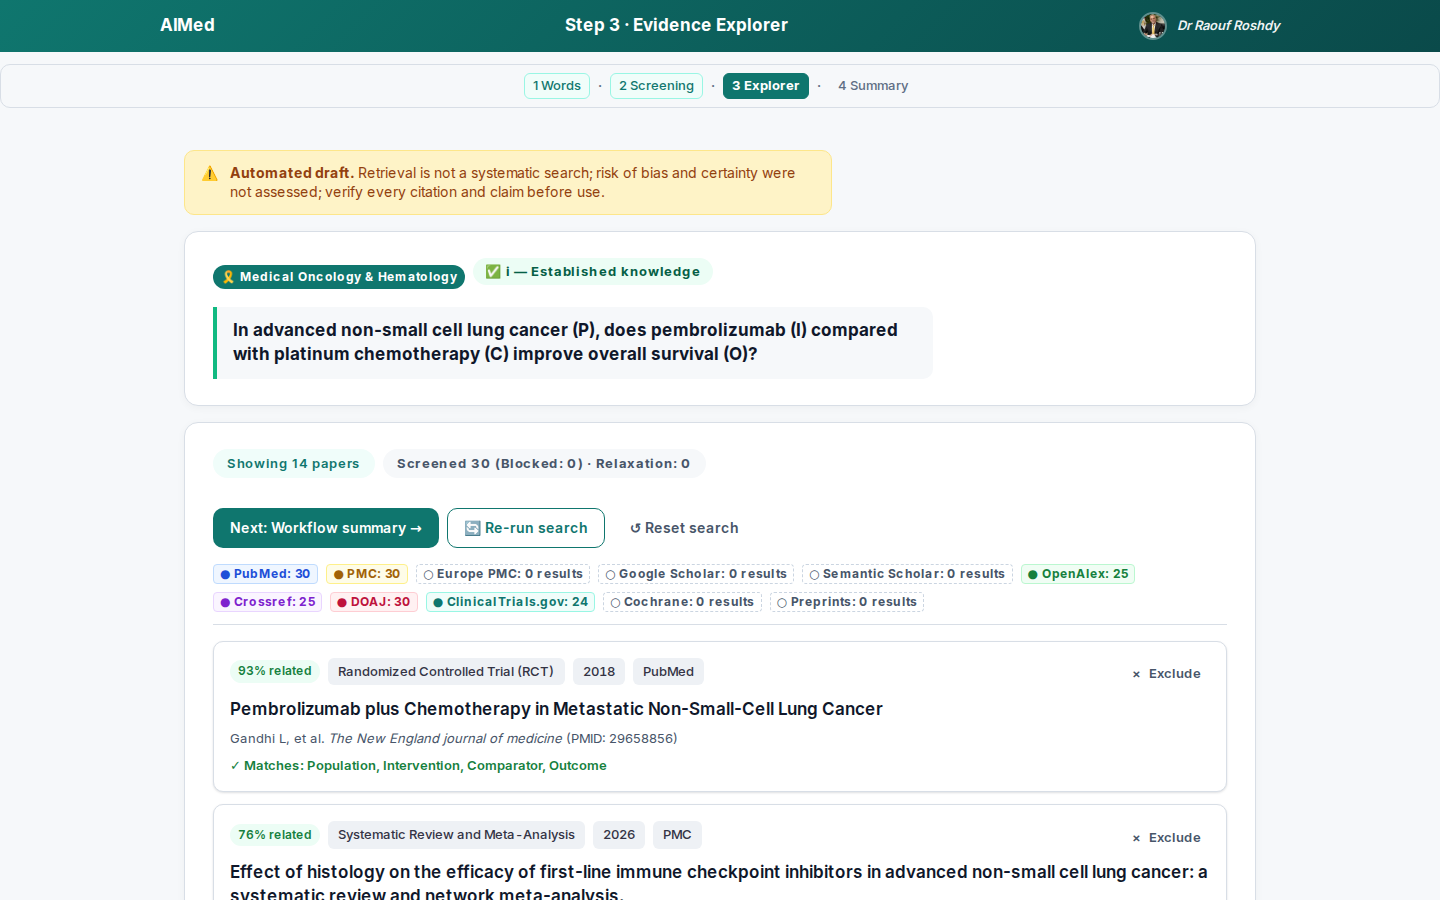 AIMed
Step 3 · Evidence Explorer
Dr Raouf Roshdy
1 Words · 2 Screening · 3 Explorer · 4 Summary
⚠️ Automated draft. Retrieval is not a systematic search; risk of bias and certainty were
not assessed; verify every citation and claim before use.
🎗️ Medical Oncology & Hematology
✅ i — Established knowledge
In advanced non-small cell lung cancer (P), does pembrolizumab (I) compared
with platinum chemotherapy (C) improve overall survival (O)?
Showing 14 papers
Screened 30 (Blocked: 0) · Relaxation: 0
Next: Workflow summary →
🔄 Re-run search
↺ Reset search
● PubMed: 30 ● PMC: 30 ○ Europe PMC: 0 results ○ Google Scholar: 0 results ○ Semantic Scholar: 0 results ● OpenAlex: 25
● Crossref: 25 ● DOAJ: 30 ● ClinicalTrials.gov: 24 ○ Cochrane: 0 results ○ Preprints: 0 results
93% related Randomized Controlled Trial (RCT) 2018 PubMed × Exclude
Pembrolizumab plus Chemotherapy in Metastatic Non-Small-Cell Lung Cancer
Gandhi L, et al. The New England journal of medicine (PMID: 29658856)
✓ Matches: Population, Intervention, Comparator, Outcome
76% related Systematic Review and Meta-Analysis 2026 PMC × Exclude
Effect of histology on the efficacy of first-line immune checkpoint inhibitors in advanced non-small cell lung cancer: a
systematic review and network meta-analysis.